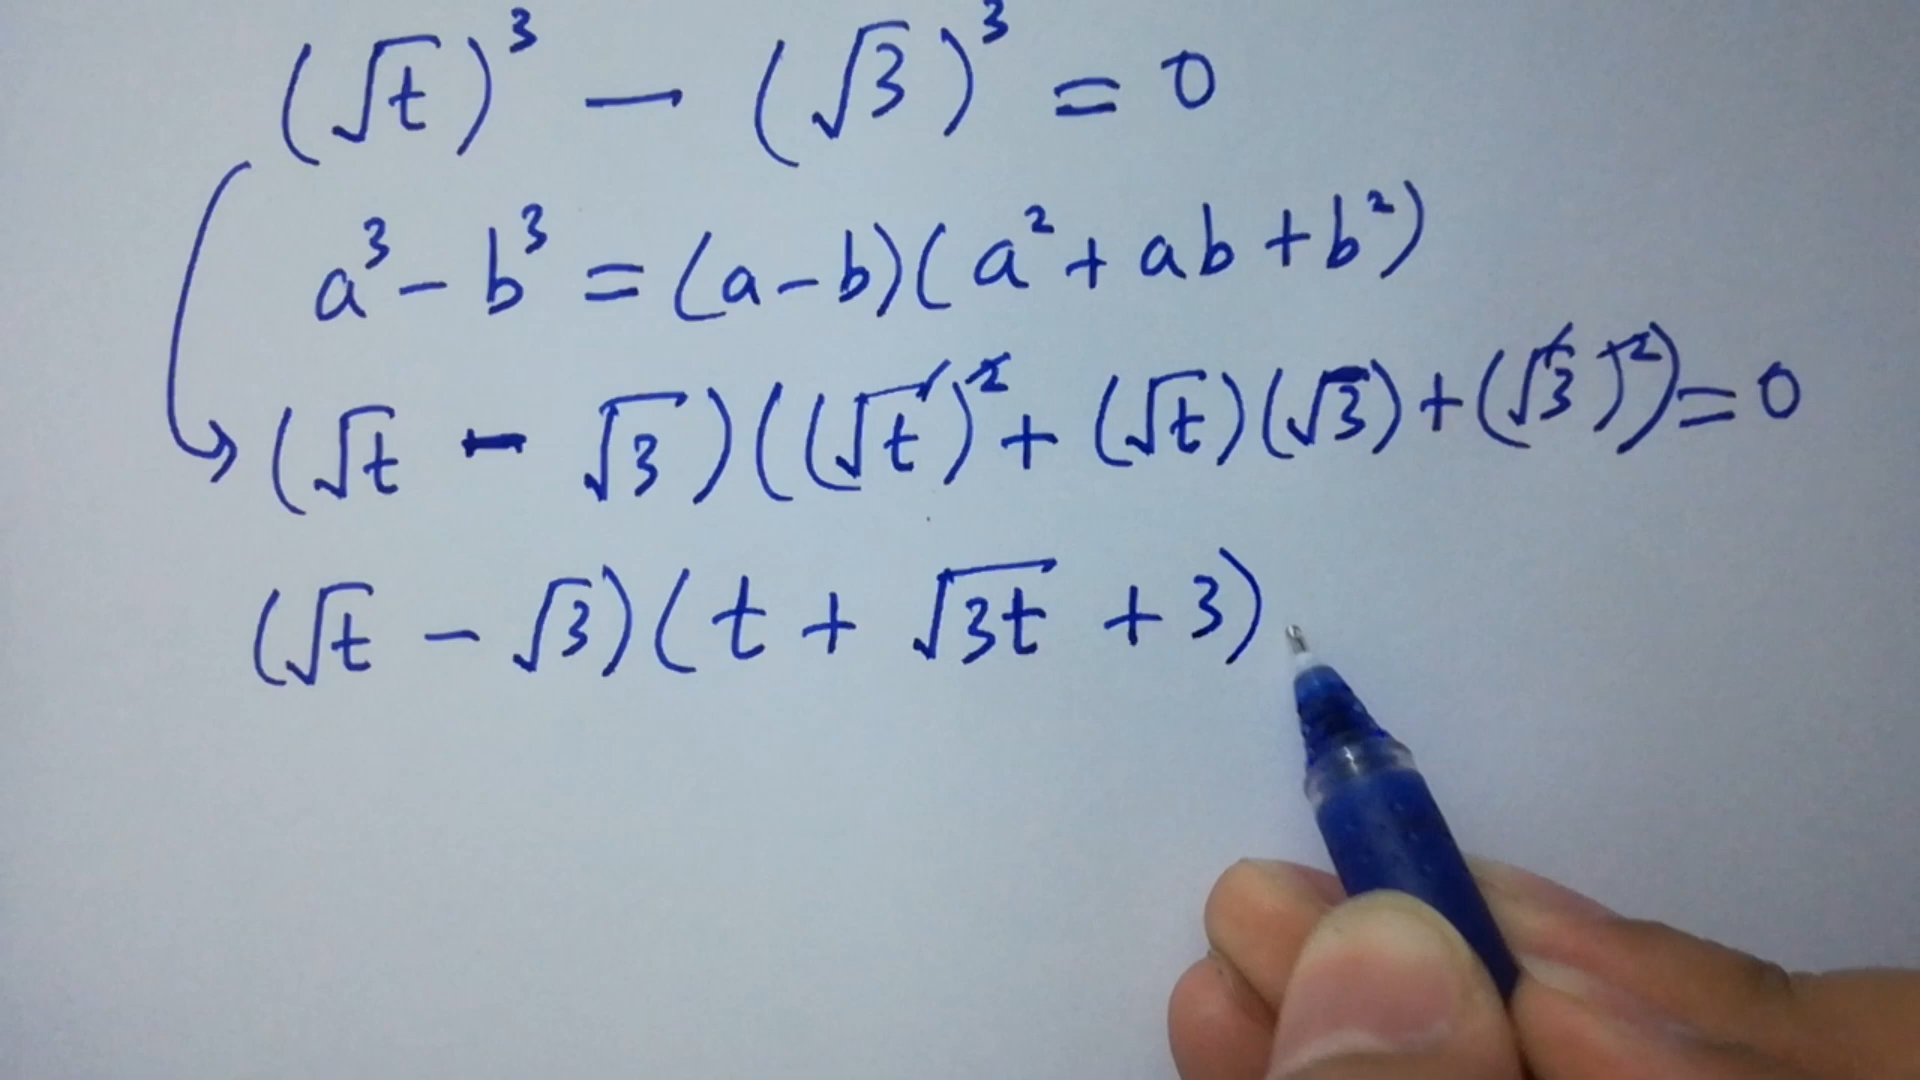 (√t)³ − (√3)³ = 0
a³ − b³ = (a−b)(a² + ab + b²)
(√t − √3)((√t)² + (√t)(√3) + (√3)²) = 0
(√t − √3)(t + √3t + 3)